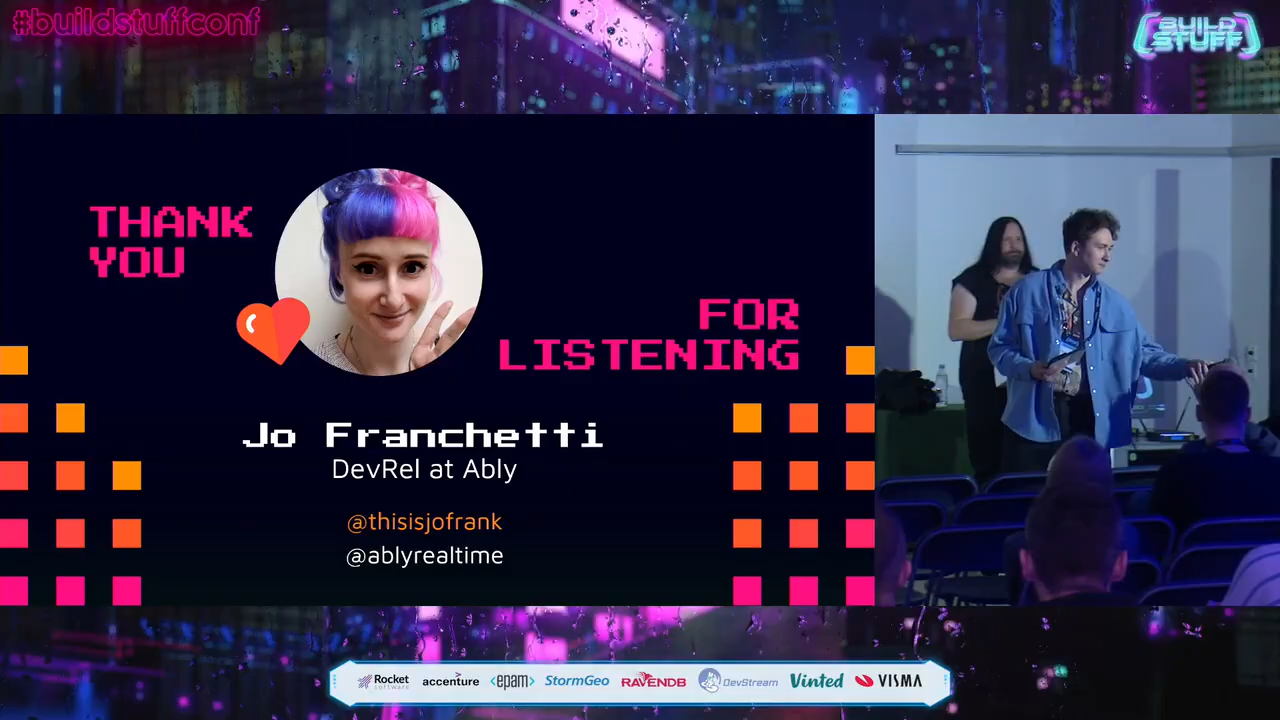 #buildstuffconf
BUILD
STUFF
THANK
YOU
FOR
LISTENING
Jo Franchetti
DevRel at Ably
@thisisjofrank
@ablyrealtime
Rocket
software
accenture
<epam>
StormGeo
RAVENDB
DevStream
Vinted
VISMA